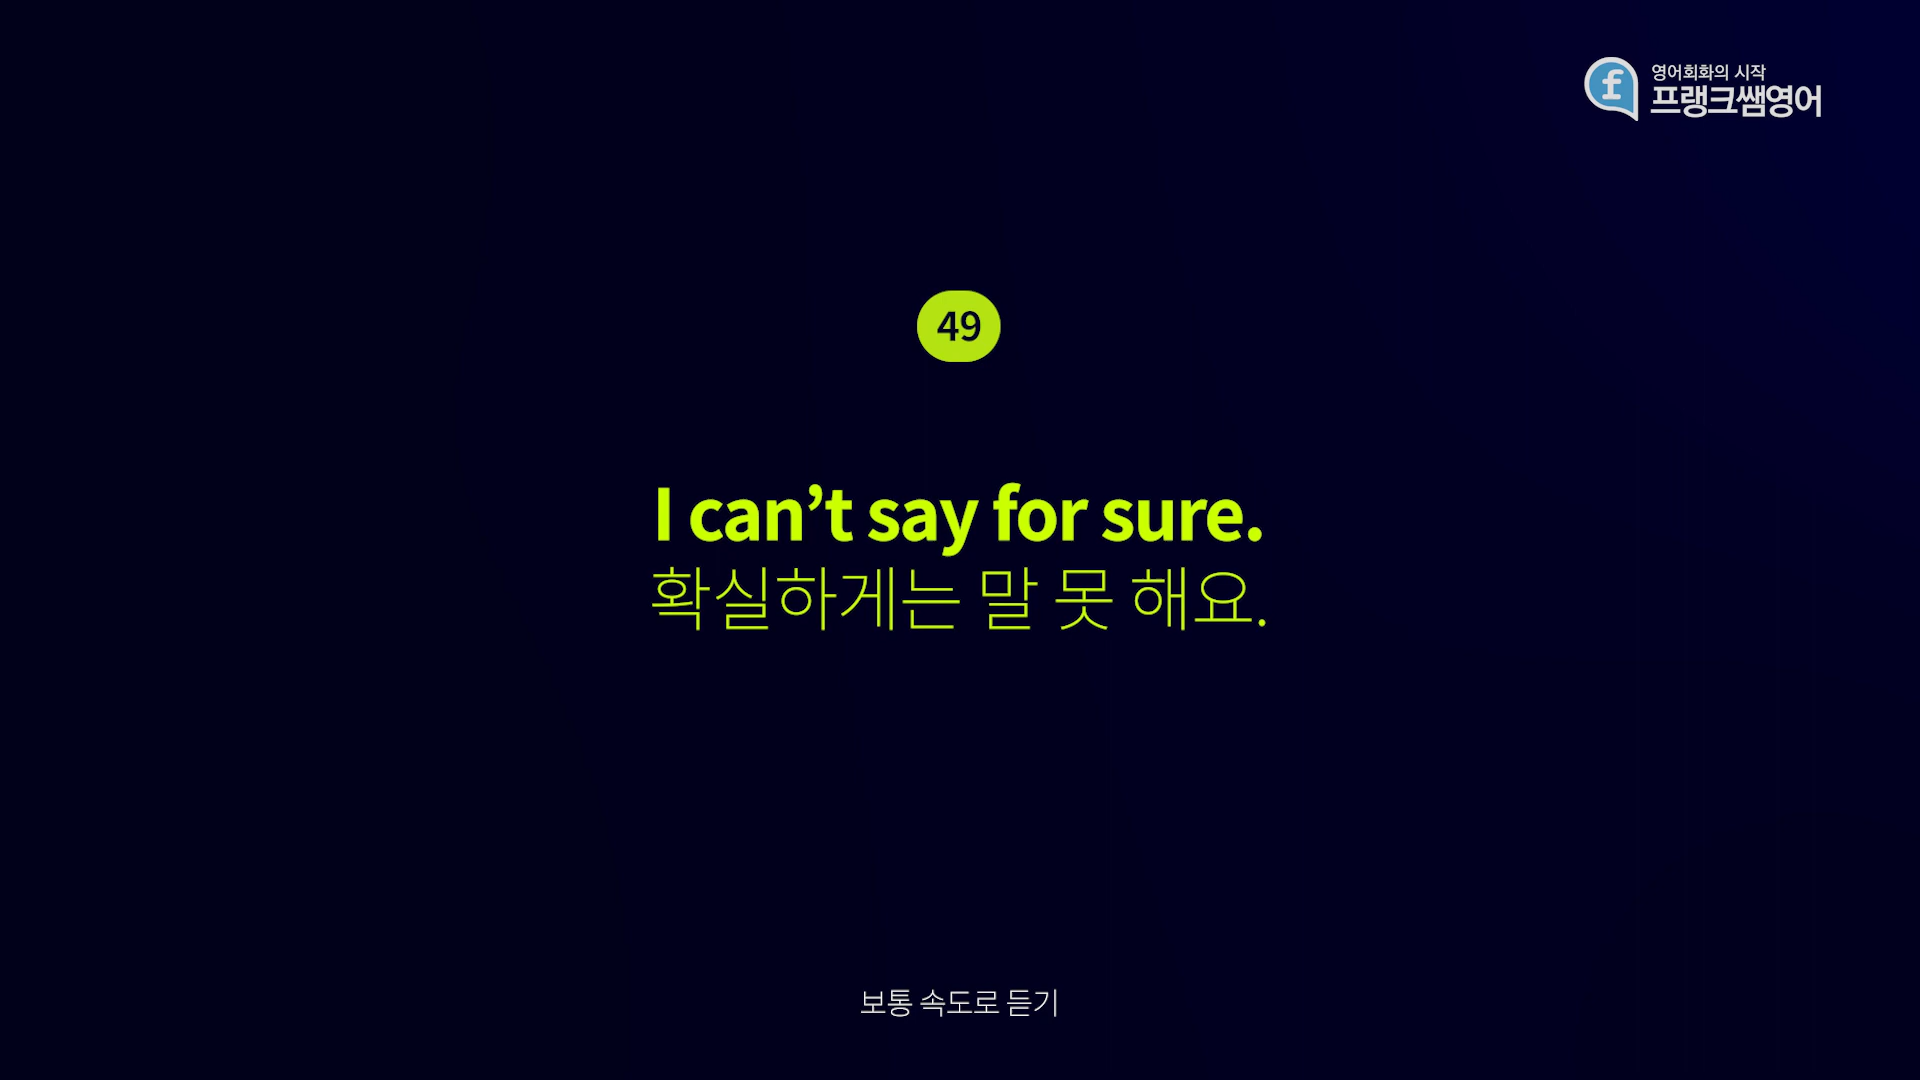 영어회화의 시작
프랭크쌤영어
49
I can’t say for sure.
확실하게는 말 못 해요.
보통 속도로 듣기